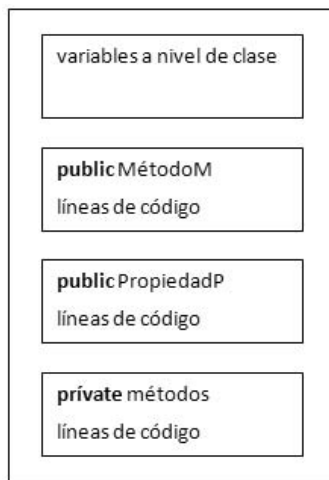 variables a nivel de clase
public MétodoM
líneas de código
public PropiedadP
líneas de código
prívate métodos
líneas de código